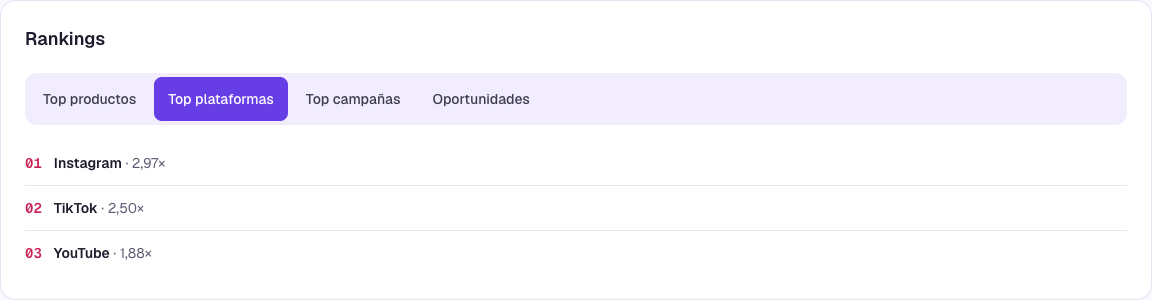 Rankings
Top productos Top plataformas Top campañas Oportunidades
01 Instagram · 2,97×
02 TikTok · 2,50×
03 YouTube · 1,88×